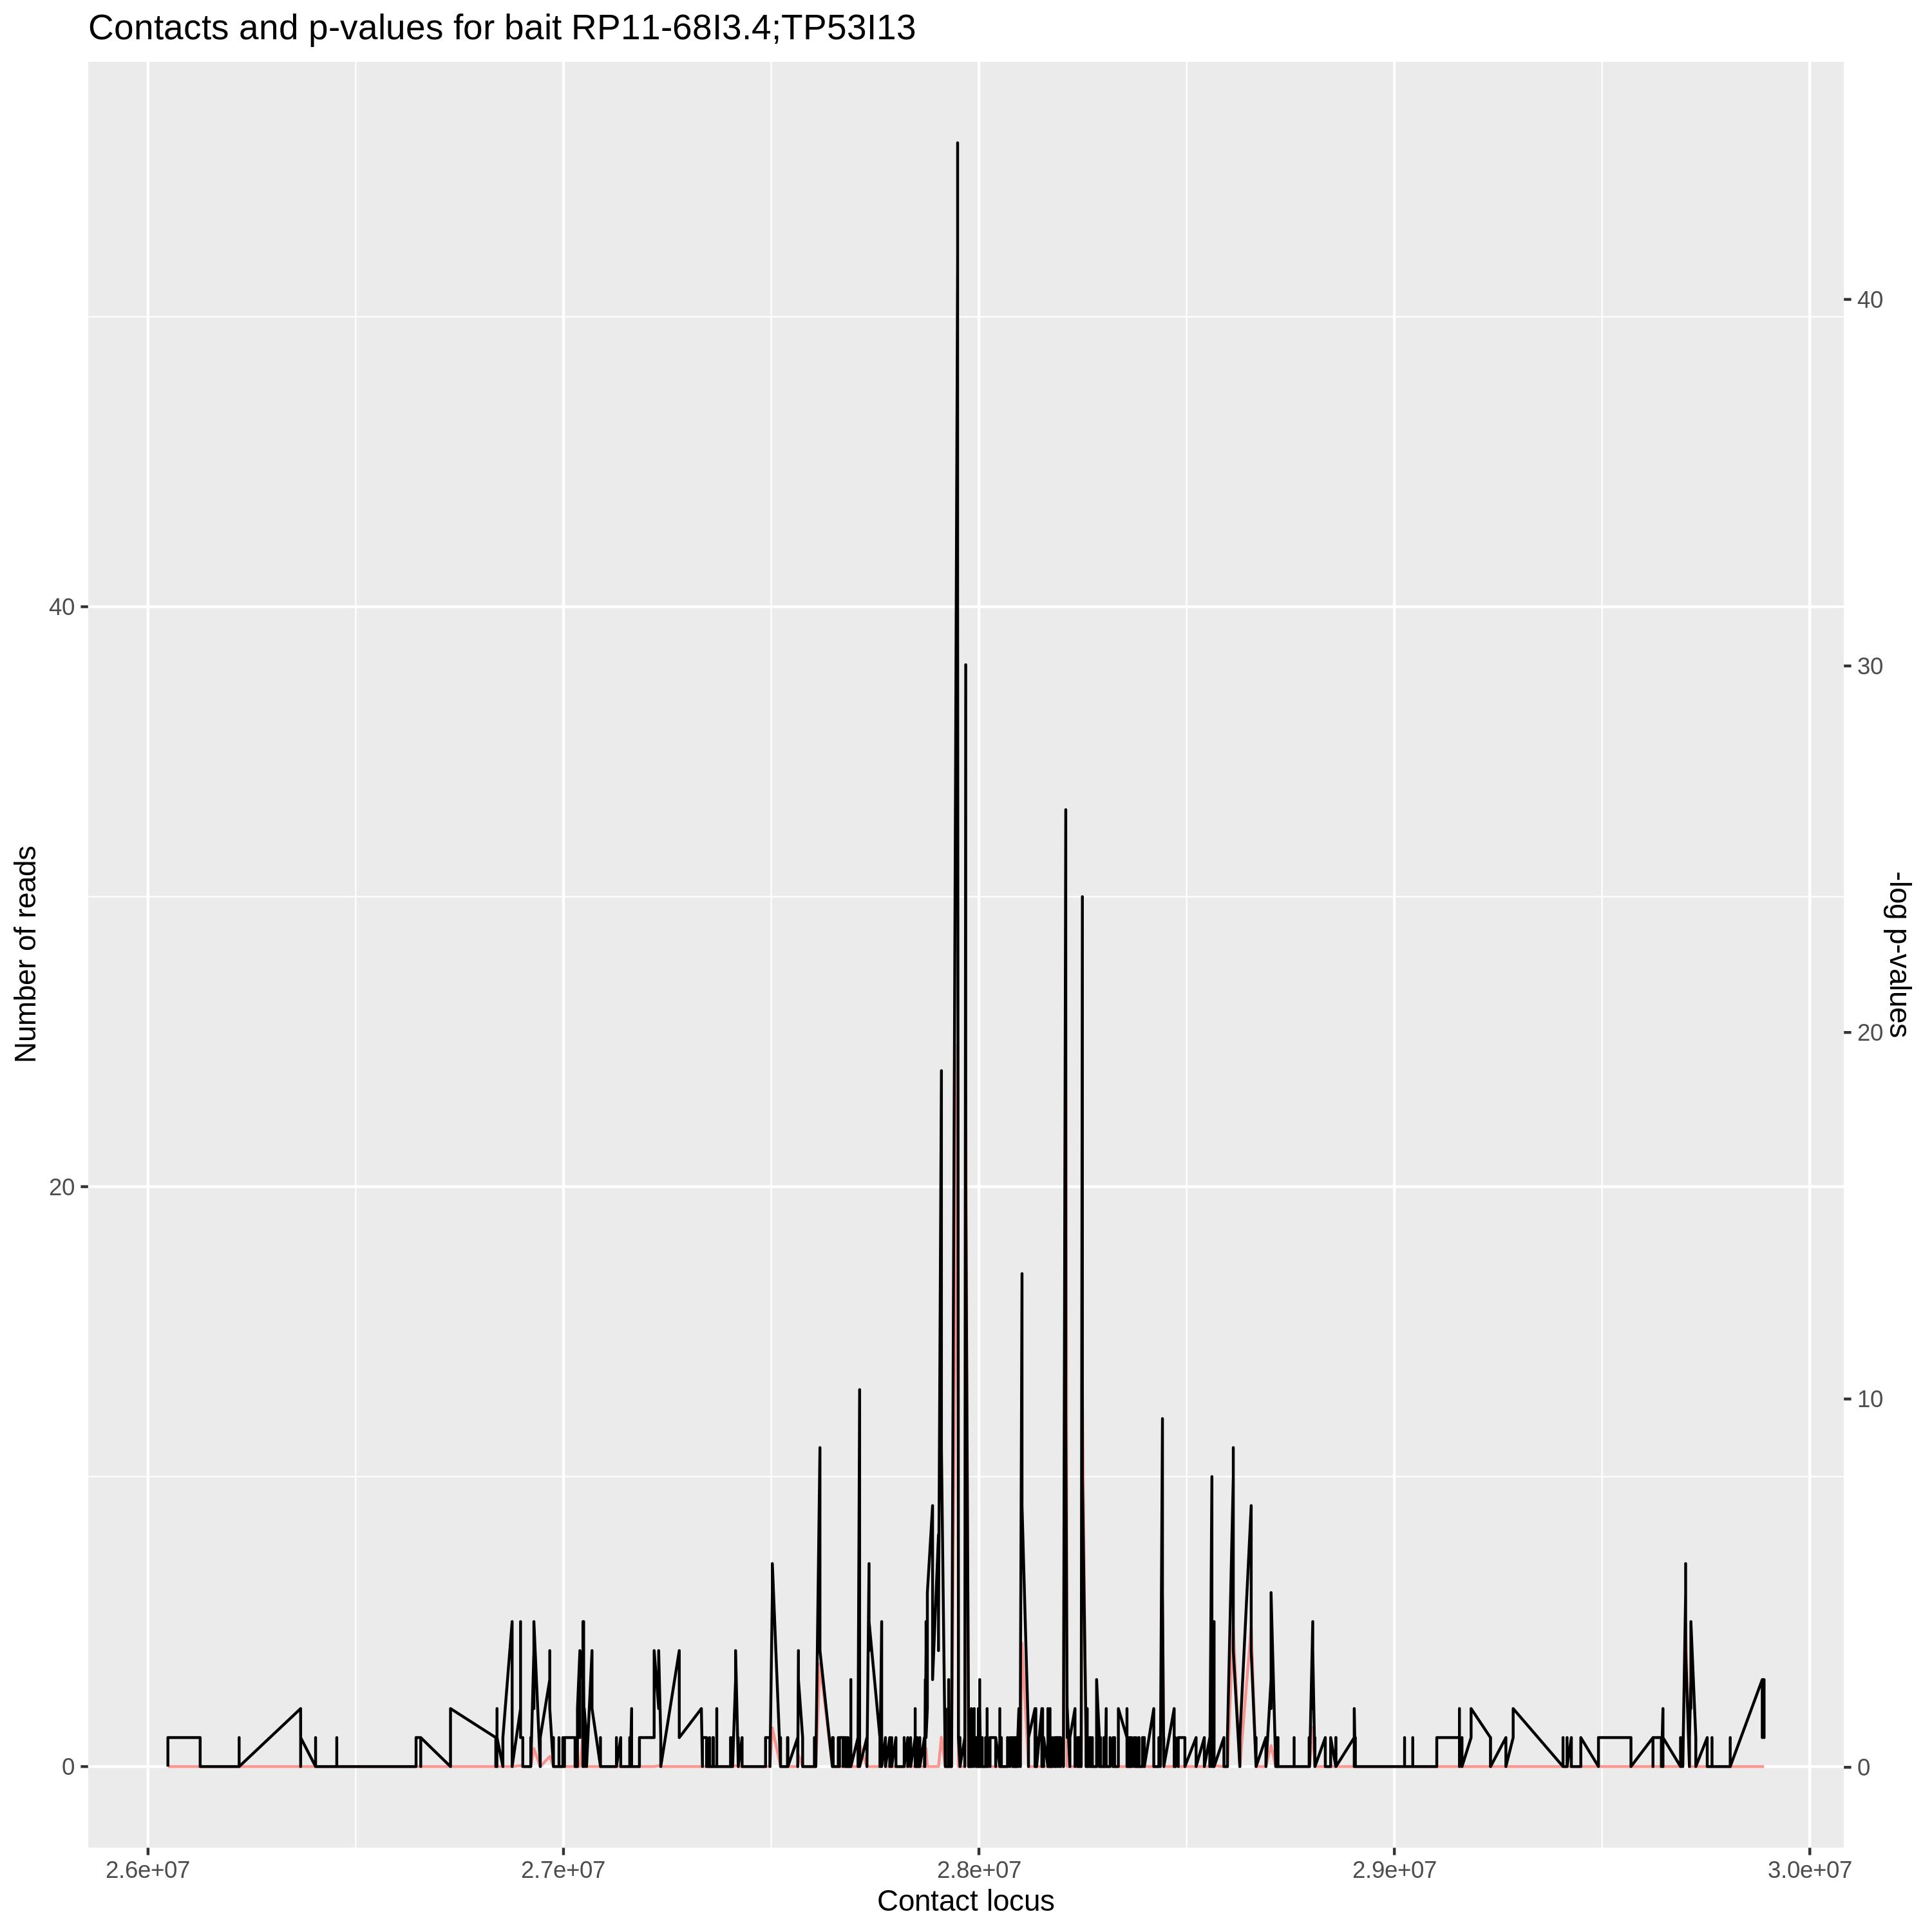 Contacts and p-values for bait RP11-68I3.4;TP53I13
Number of reads
40
20
0
40
30
20
10
0
-log p-values
2.6e+07
2.7e+07
2.8e+07
2.9e+07
3.0e+07
Contact locus